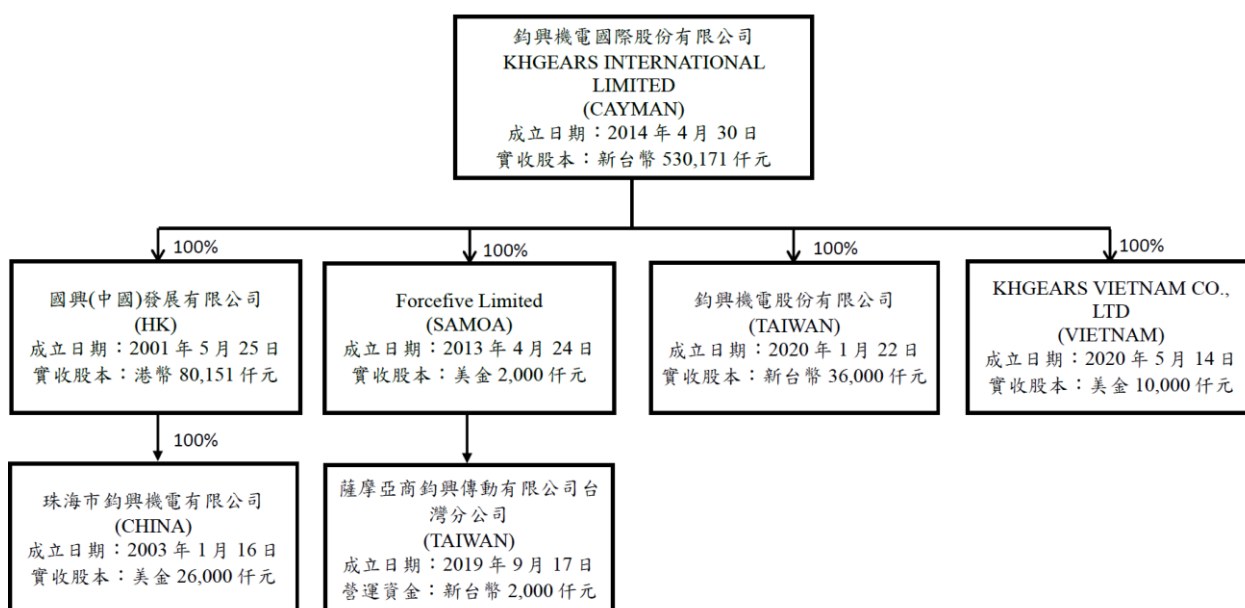 鈞興機電國際股份有限公司
KHGEARS INTERNATIONAL
LIMITED
(CAYMAN)
成立日期：2014 年 4 月 30 日
實收股本：新台幣 530,171 仟元
100%
100%
100%
100%
國興(中國)發展有限公司
(HK)
成立日期：2001 年 5 月 25 日
實收股本：港幣 80,151 仟元
Forcefive Limited
(SAMOA)
成立日期：2013 年 4 月 24 日
實收股本：美金 2,000 仟元
鈞興機電股份有限公司
(TAIWAN)
成立日期：2020 年 1 月 22 日
實收股本：新台幣 36,000 仟元
KHGEARS VIETNAM CO.,
LTD
(VIETNAM)
成立日期：2020 年 5 月 14 日
實收股本：美金 10,000 仟元
100%
珠海市鈞興機電有限公司
(CHINA)
成立日期：2003 年 1 月 16 日
實收股本：美金 26,000 仟元
薩摩亞商鈞興傳動有限公司台
灣分公司
(TAIWAN)
成立日期：2019 年 9 月 17 日
營運資金：新台幣 2,000 仟元